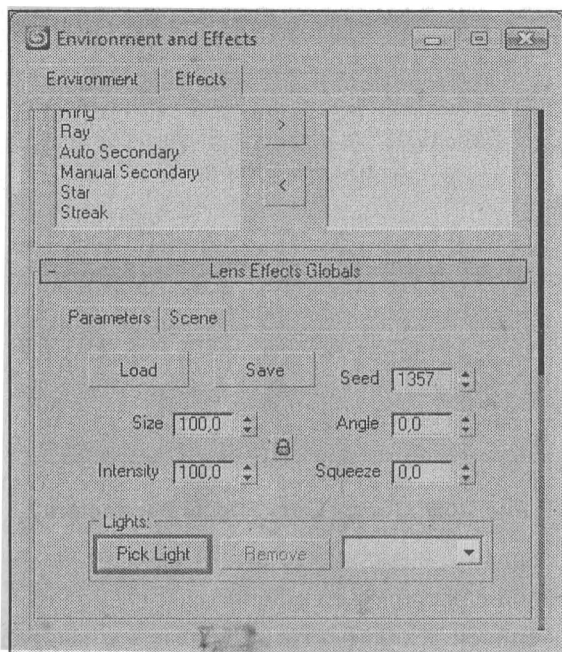 Environment and Effects
Environment Effects
Ring
Ray
Auto Secondary
Manual Secondary
Star
Streak
>
<
- Lens Effects Globals
Parameters Scene
Load Save Seed 1357
Size 100,0 Angle 0,0
Intensity 100,0 Squeeze 0,0
Lights:
Pick Light Remove